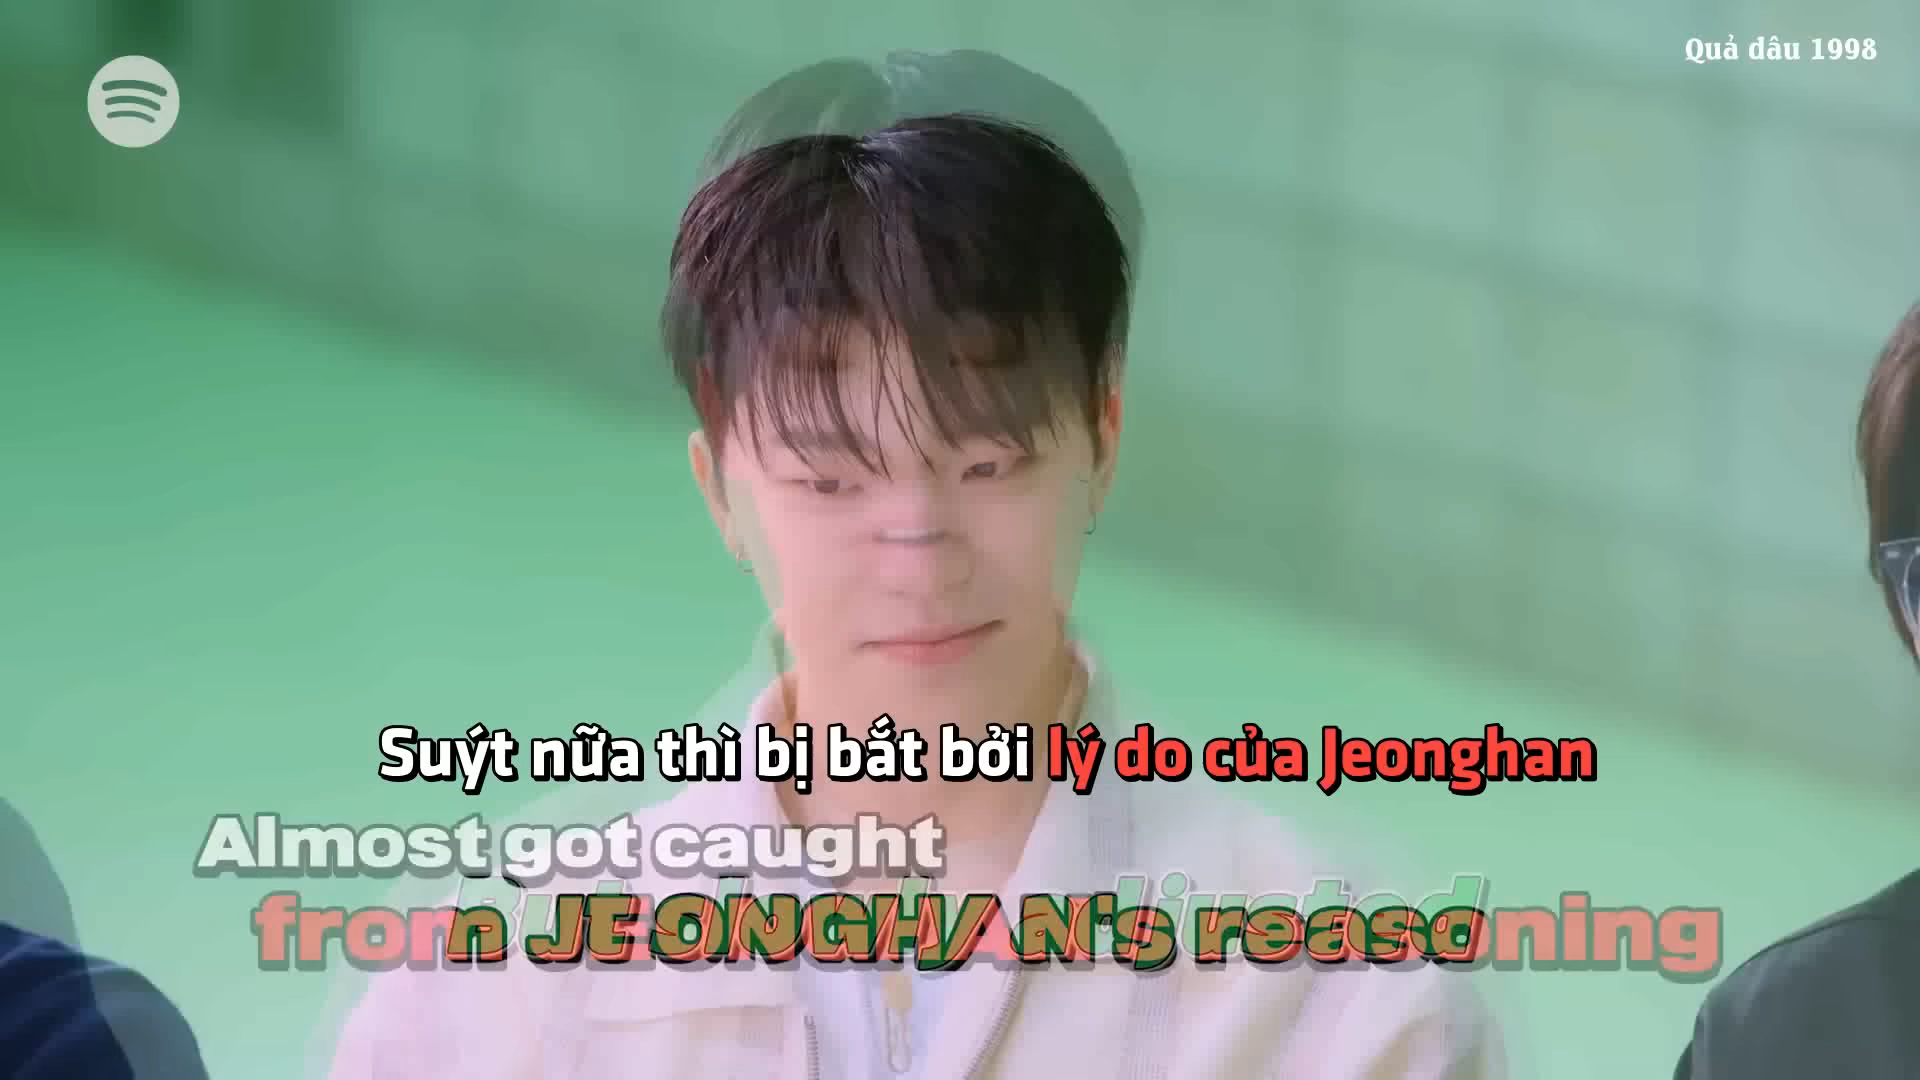 Quả dâu 1998
Suýt nữa thì bị bắt bởi lý do của Jeonghan
Almost got caught
from JEONGHAN's reasoning